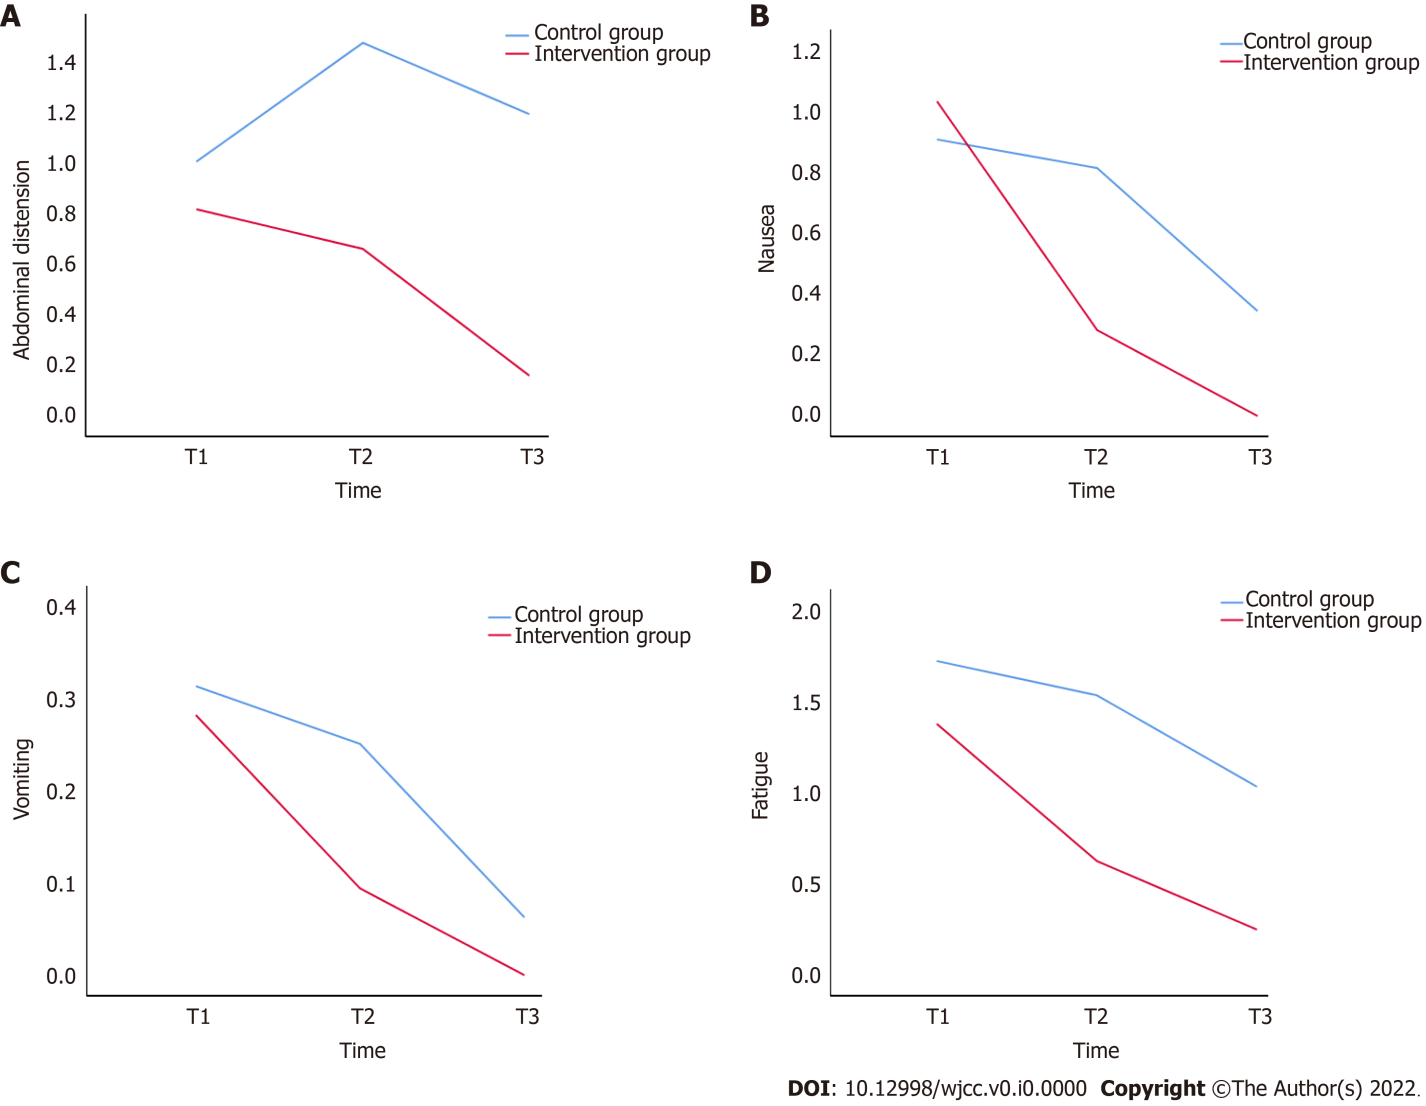 A
Control group
Intervention group
1.4
1.2
1.0
0.8
0.6
0.4
0.2
0.0
Abdominal distension
T1 T2 T3
Time
B
Control group
Intervention group
1.2
1.0
0.8
0.6
0.4
0.2
0.0
Nausea
T1 T2 T3
Time
C
Control group
Intervention group
0.4
0.3
0.2
0.1
0.0
Vomiting
T1 T2 T3
Time
D
Control group
Intervention group
2.0
1.5
1.0
0.5
0.0
Fatigue
T1 T2 T3
Time
DOI: 10.12998/wjcc.v0.i0.0000 Copyright ©The Author(s) 2022.